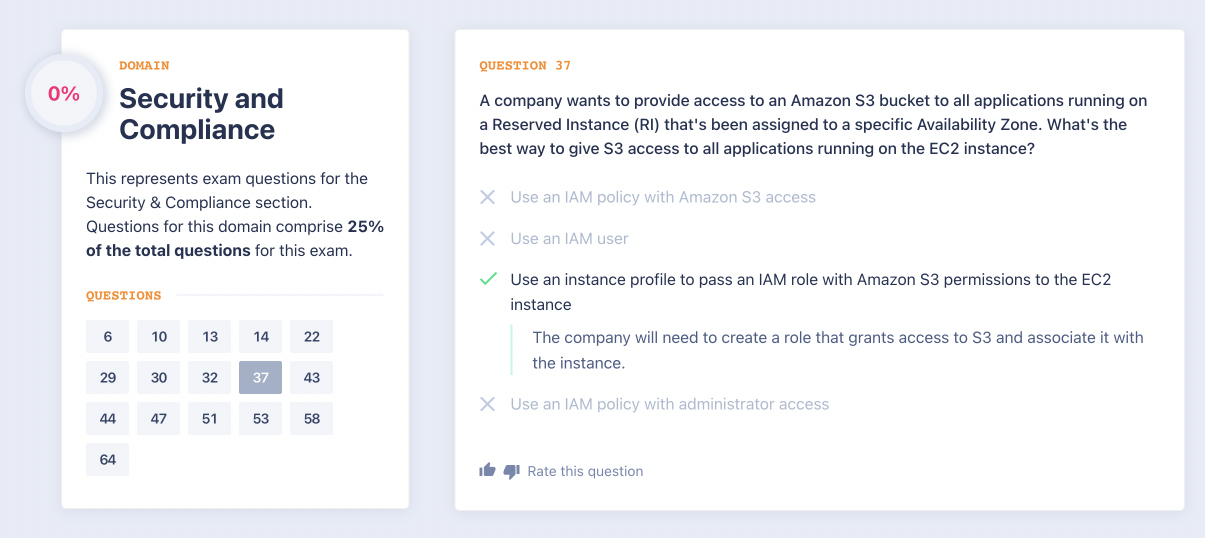 0%
DOMAIN
Security and
Compliance
This represents exam questions for the
Security & Compliance section.
Questions for this domain comprise 25%
of the total questions for this exam.
QUESTIONS
6 10 13 14 22
29 30 32 37 43
44 47 51 53 58
64
QUESTION 37
A company wants to provide access to an Amazon S3 bucket to all applications running on
a Reserved Instance (RI) that's been assigned to a specific Availability Zone. What's the
best way to give S3 access to all applications running on the EC2 instance?
Use an IAM policy with Amazon S3 access
Use an IAM user
Use an instance profile to pass an IAM role with Amazon S3 permissions to the EC2
instance
The company will need to create a role that grants access to S3 and associate it with
the instance.
Use an IAM policy with administrator access
Rate this question